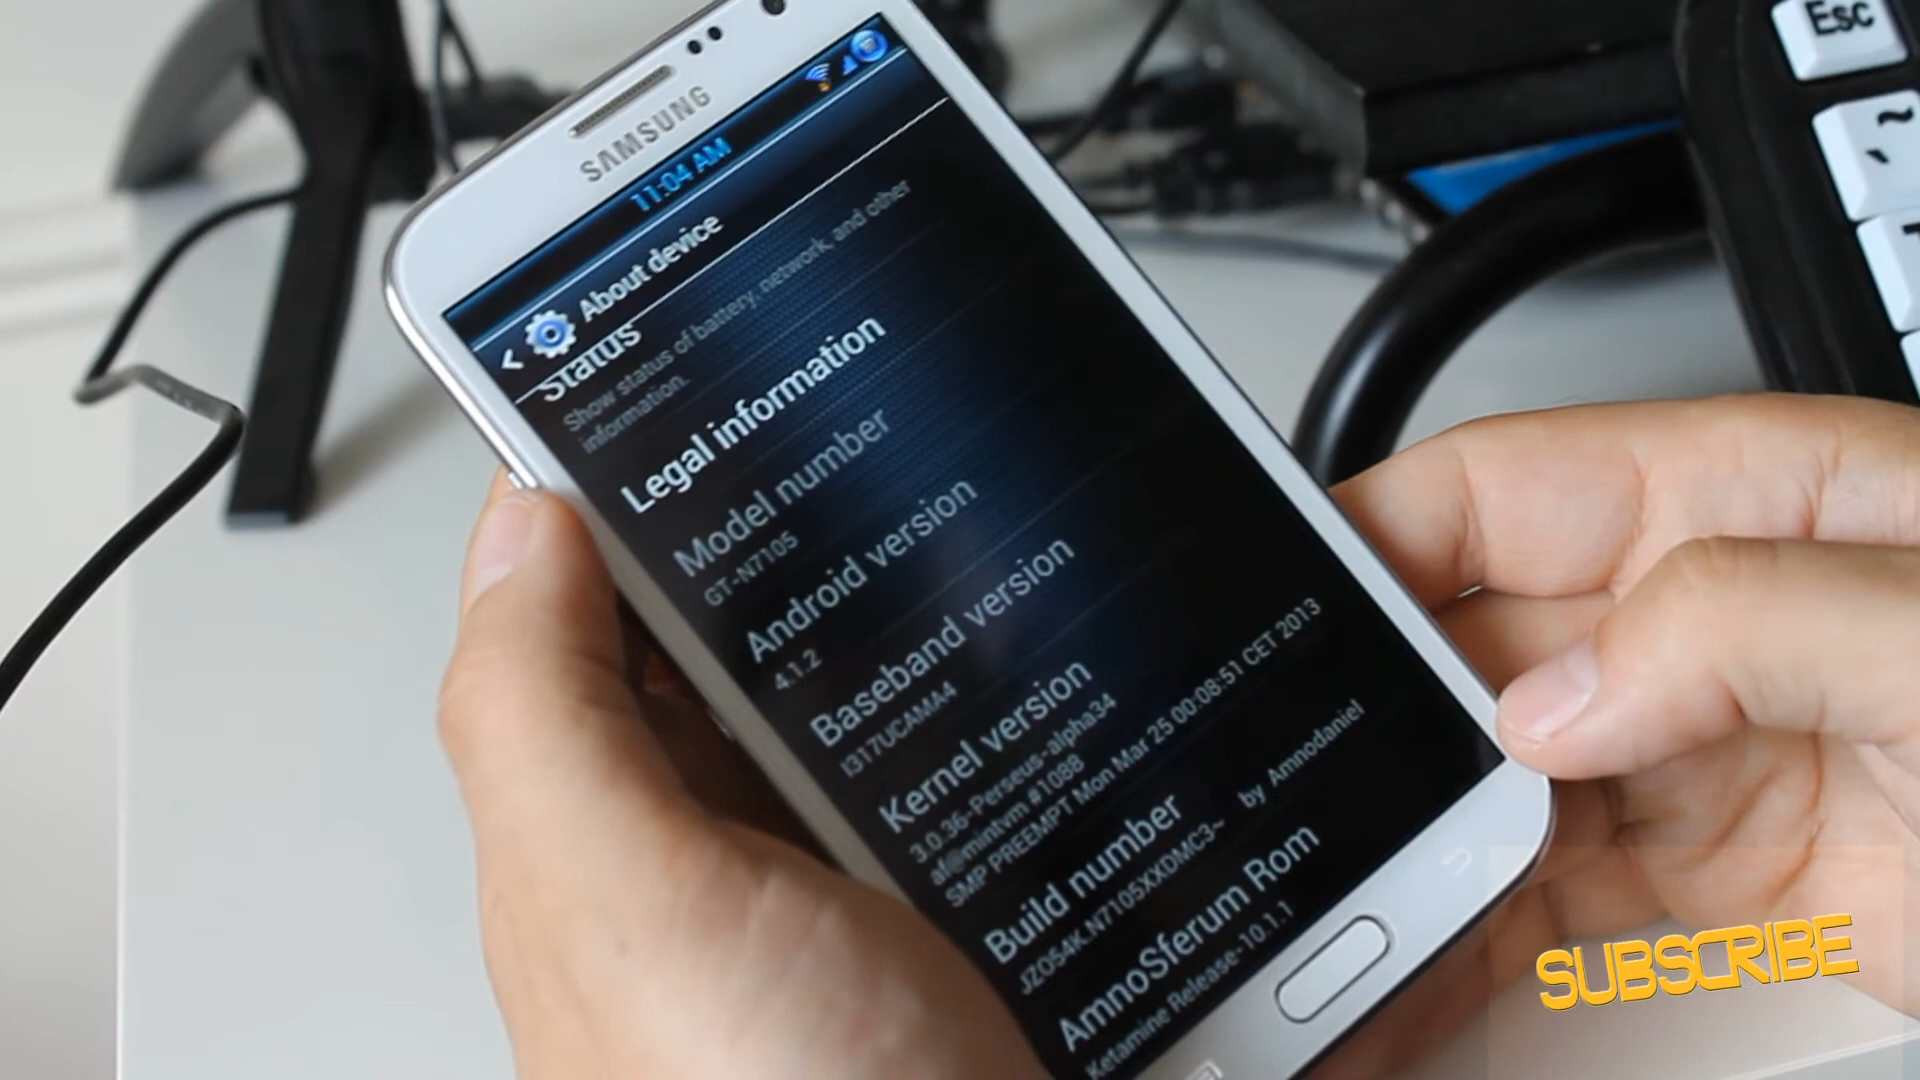 SAMSUNG
11:04 AM
About device
Status
Show status of battery, network, and other
information.
Legal information
Model number
GT-N7105
Android version
4.1.2
Baseband version
I317UCAMA4
Kernel version
3.0.36-Perseus-alpha34
af@mintvm #1088
SMP PREEMPT Mon Mar 25 00:08:51 CET 2013
Build number
JZO54K.N7105XXDMC3~ by Amnodaniel
AmnoSferum Rom
Ketamine Release-10.1.1
Esc
~
`
T
SUBSCRIBE